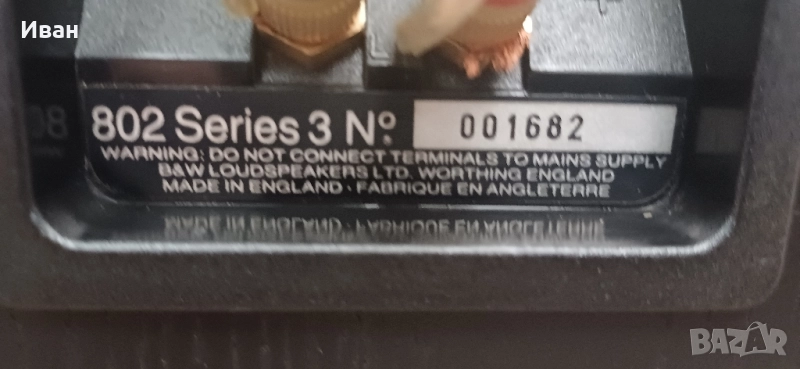 Иван
802 Series 3 Nº. 001682
WARNING: DO NOT CONNECT TERMINALS TO MAINS SUPPLY
B&W LOUDSPEAKERS LTD. WORTHING ENGLAND
MADE IN ENGLAND · FABRIQUE EN ANGLETERRE
BAZAR